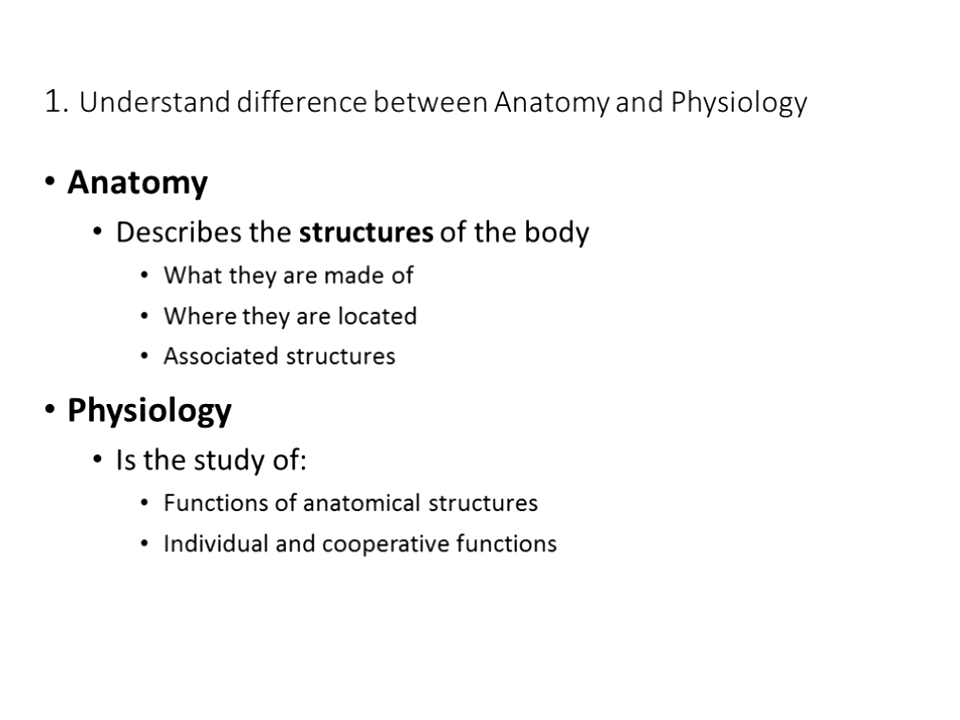 1. Understand difference between Anatomy and Physiology
• Anatomy
• Describes the structures of the body
• What they are made of
• Where they are located
• Associated structures
• Physiology
• Is the study of:
• Functions of anatomical structures
• Individual and cooperative functions